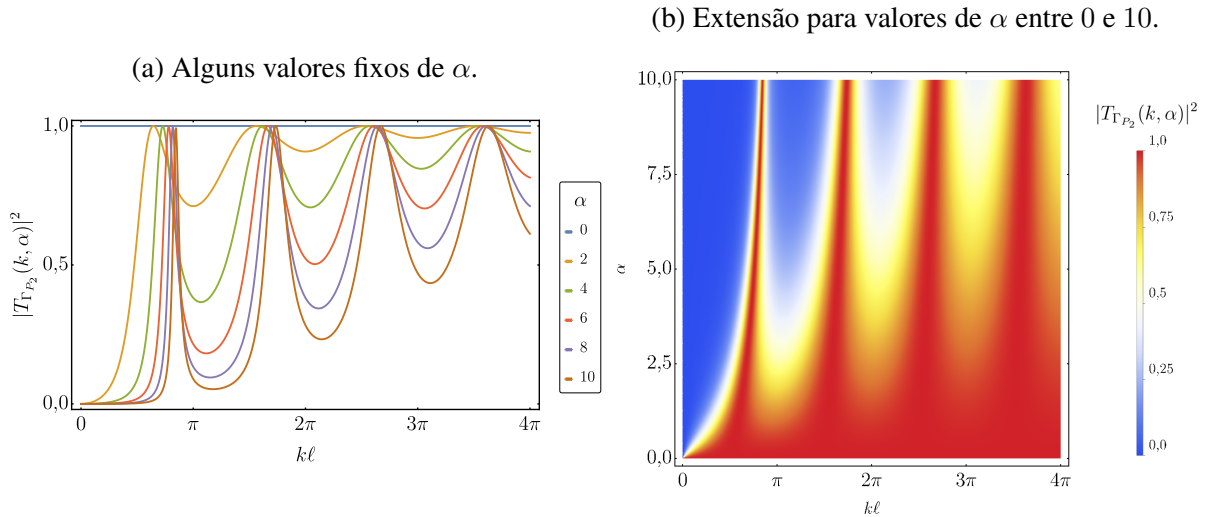 (a) Alguns valores fixos de α.
|T_{Γ_{P_2}}(k, α)|²
1,0
0,5
0,0
0 π 2π 3π 4π
kℓ
α
0
2
4
6
8
10
(b) Extensão para valores de α entre 0 e 10.
α
10,0
7,5
5,0
2,5
0,0
0 π 2π 3π 4π
kℓ
|T_{Γ_{P_2}}(k, α)|²
1,0
0,75
0,5
0,25
0,0